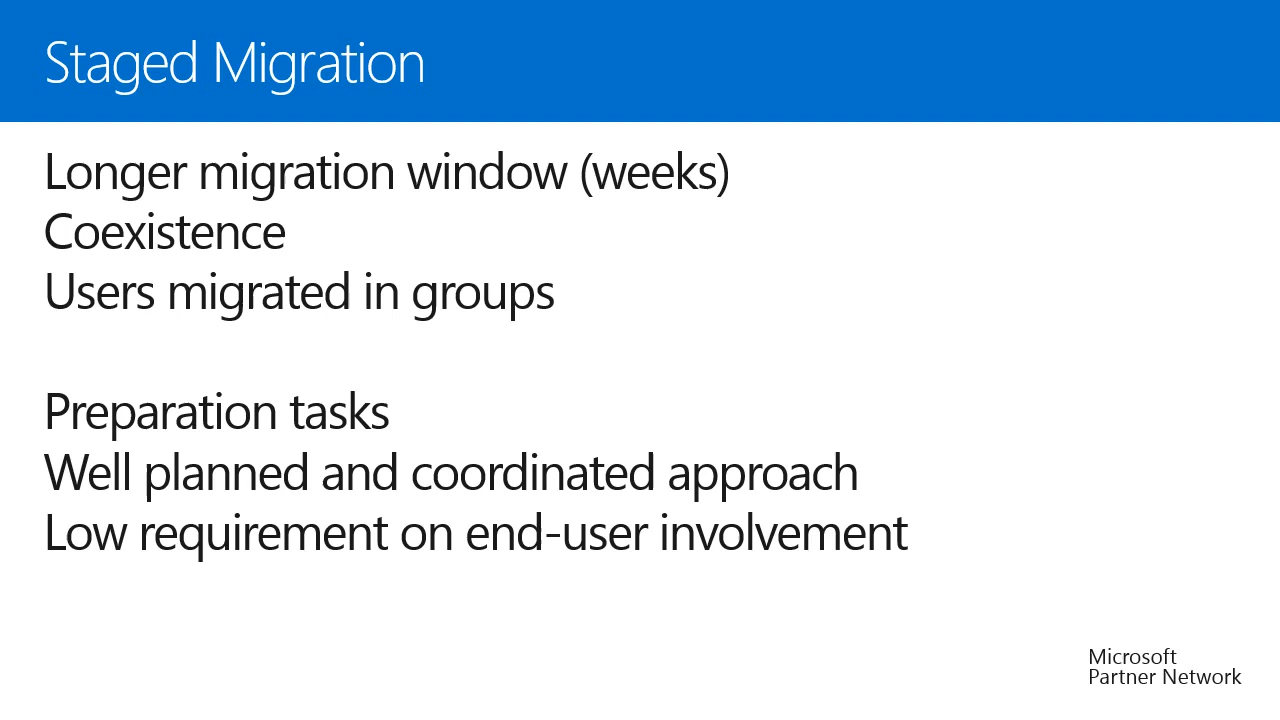 Staged Migration
Longer migration window (weeks)
Coexistence
Users migrated in groups
Preparation tasks
Well planned and coordinated approach
Low requirement on end-user involvement
Microsoft
Partner Network